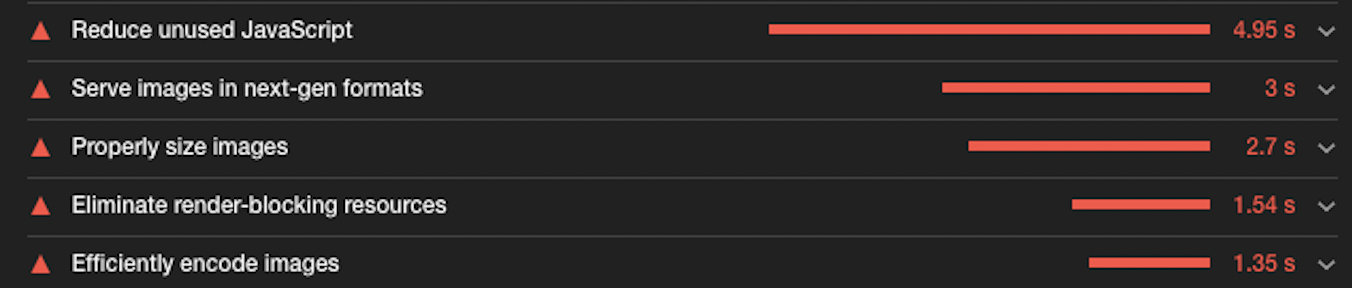 Reduce unused JavaScript 4.95 s
Serve images in next-gen formats 3 s
Properly size images 2.7 s
Eliminate render-blocking resources 1.54 s
Efficiently encode images 1.35 s